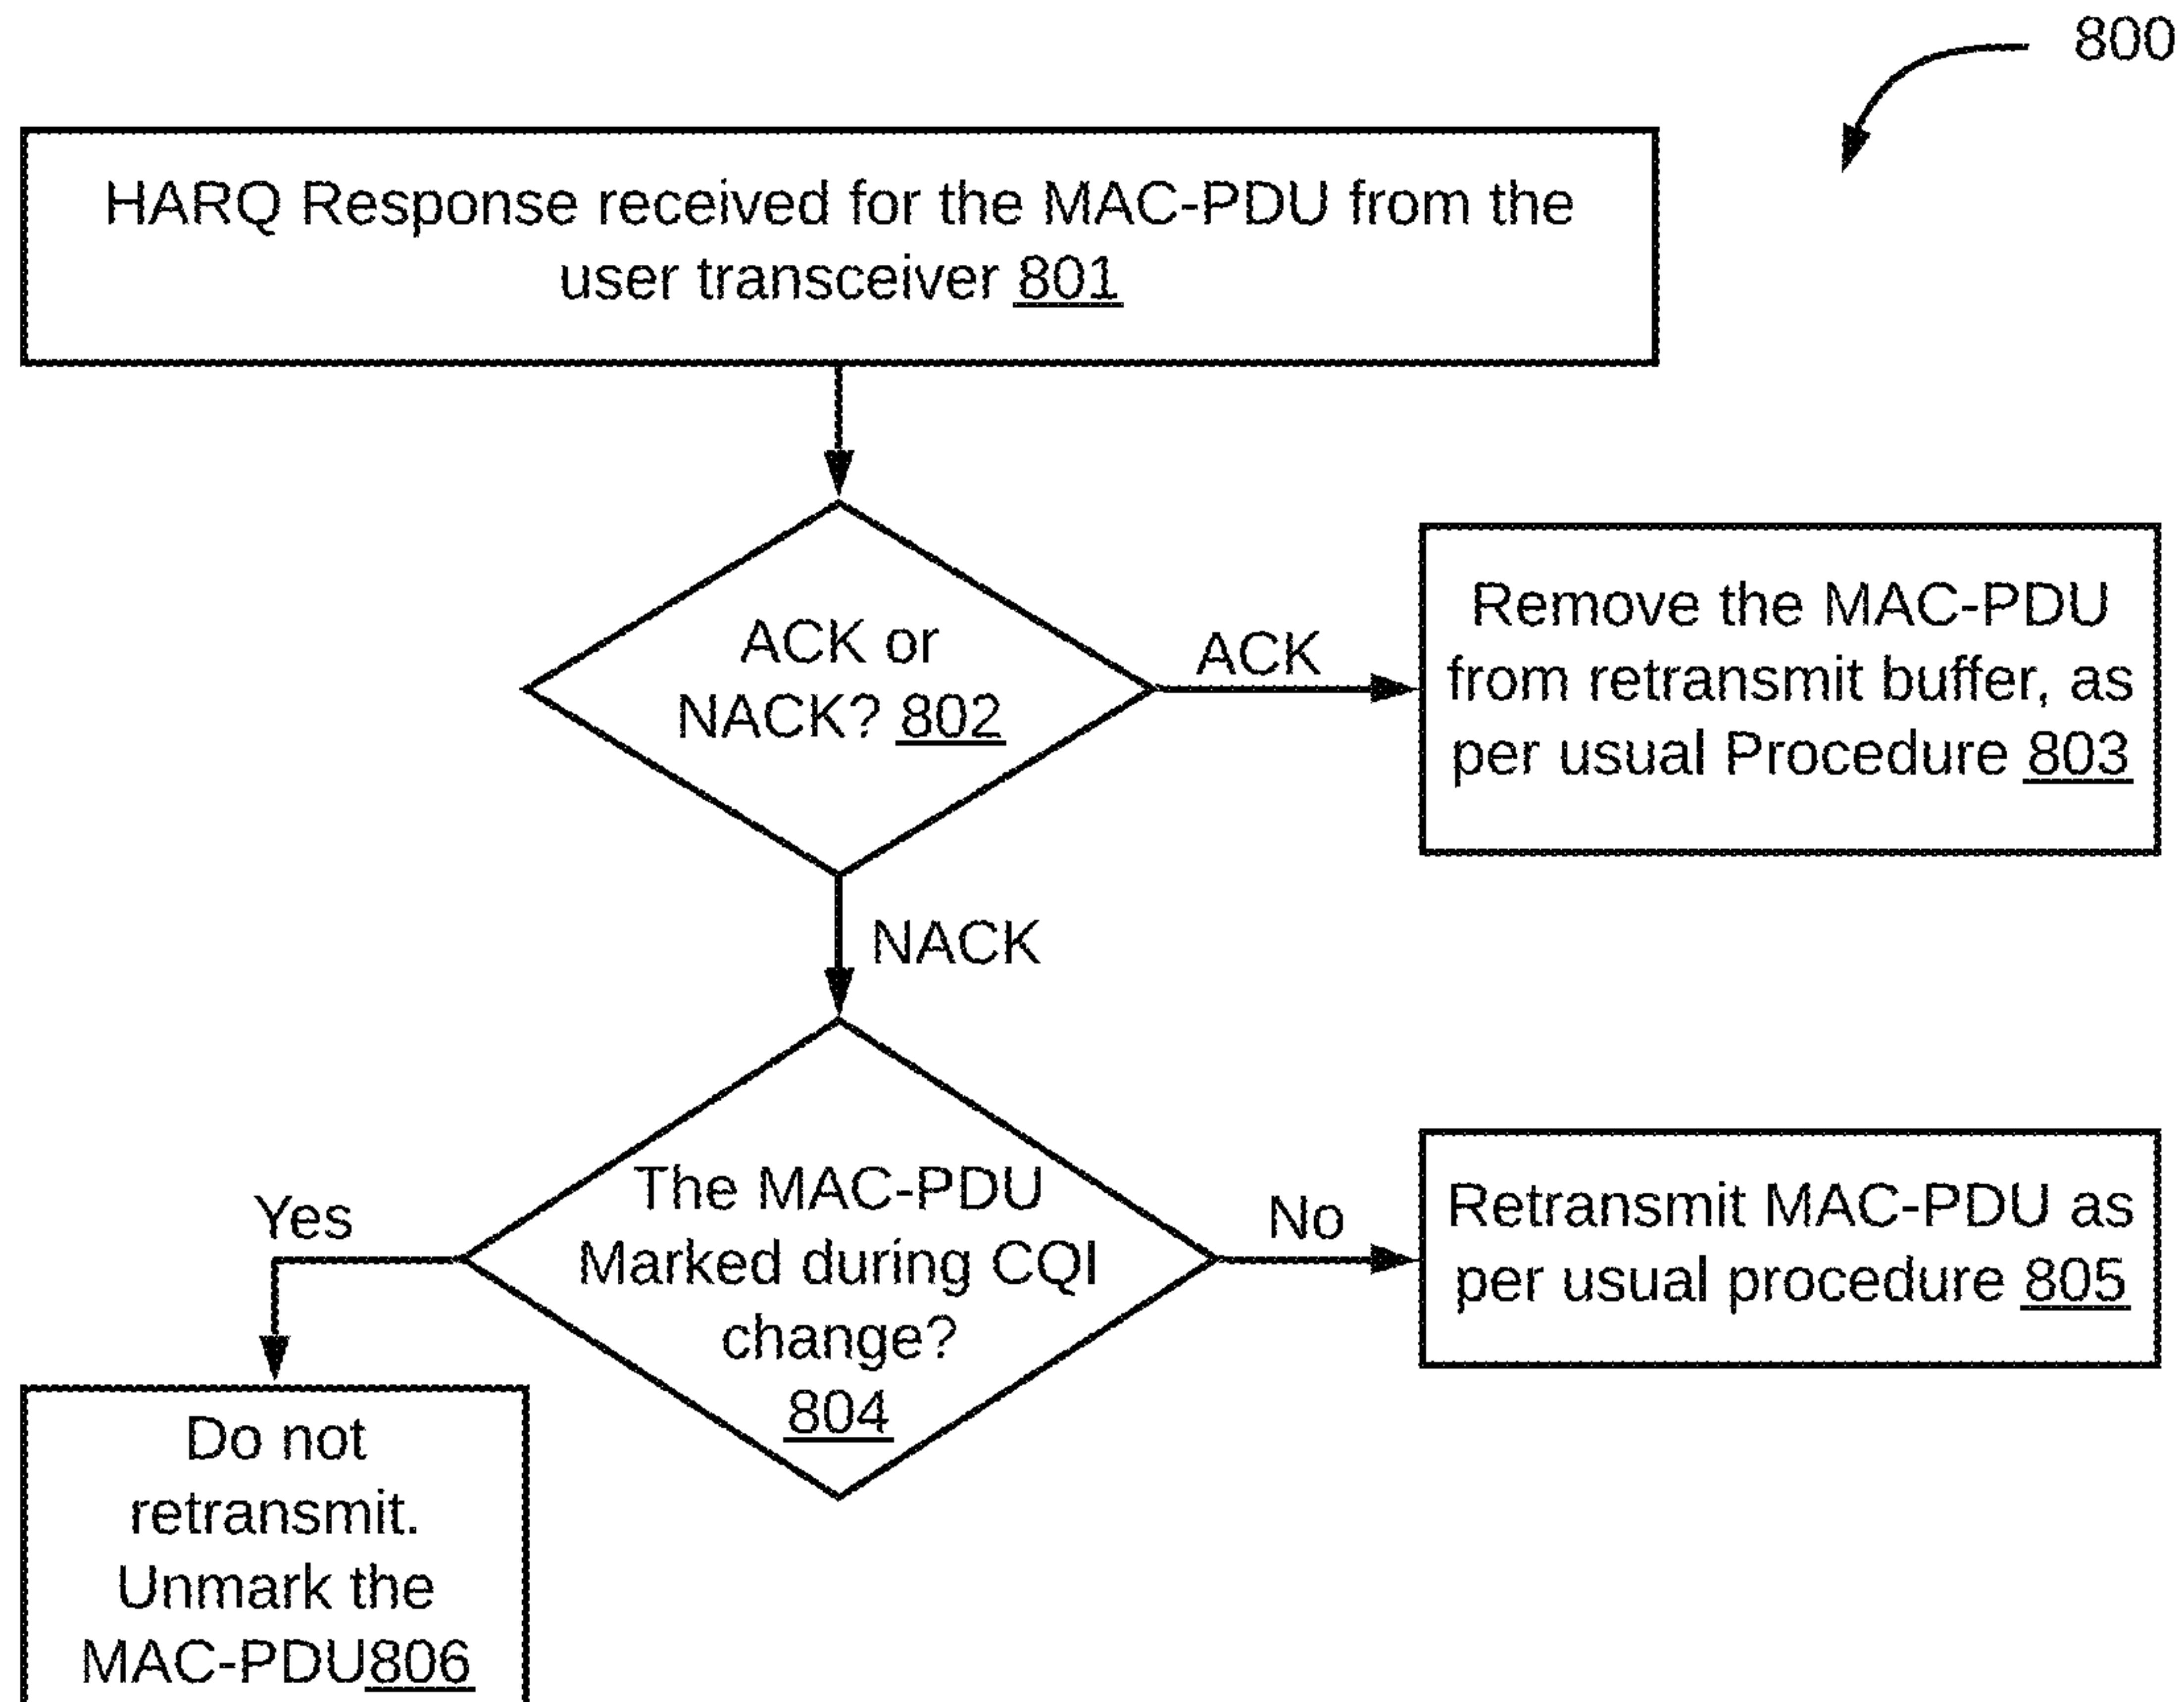 800
HARQ Response received for the MAC-PDU from the
user transceiver 801
ACK or
NACK? 802
ACK
Remove the MAC-PDU
from retransmit buffer, as
per usual Procedure 803
NACK
The MAC-PDU
Marked during CQI
change?
804
Yes
No
Retransmit MAC-PDU as
per usual procedure 805
Do not
retransmit.
Unmark the
MAC-PDU806